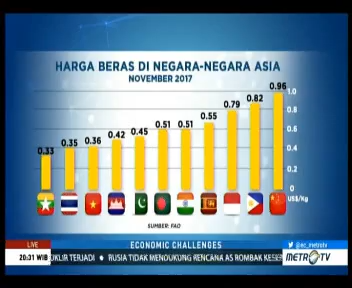 HARGA BERAS DI NEGARA-NEGARA ASIA
NOVEMBER 2017
0.33 0.35 0.36 0.42 0.45 0.51 0.51 0.55 0.79 0.82 0.96
1.0
0.8
0.6
0.4
0.2
0
US$/Kg
SUMBER: FAO
LIVE ECONOMIC CHALLENGES @ec_metrotv
20:31 WIB OKLIR TERJADI • RUSIA TIDAK MENDUKUNG RENCANA AS ROMBAK KESEP METRO TV